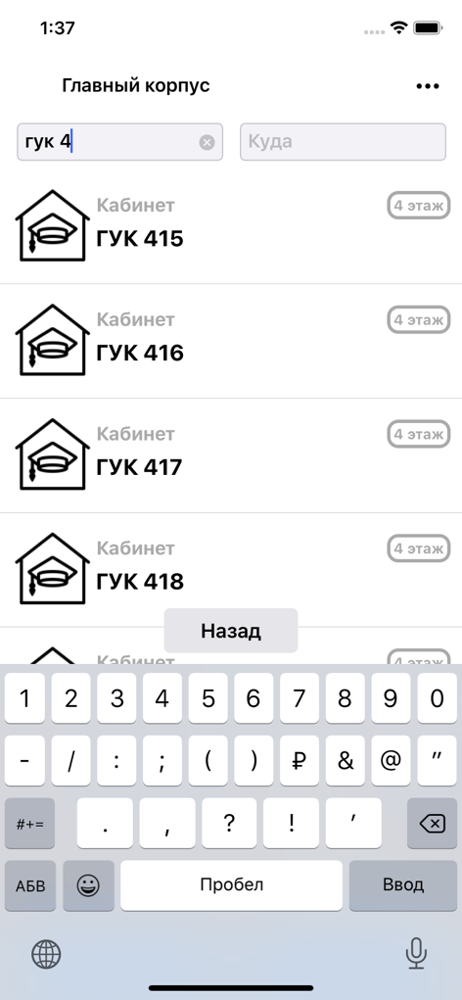 1:37
Главный корпус
гук 4
Куда
Кабинет
4 этаж
ГУК 415
Кабинет
4 этаж
ГУК 416
Кабинет
4 этаж
ГУК 417
Кабинет
4 этаж
ГУК 418
Назад
Кабинет
4 этаж
1 2 3 4 5 6 7 8 9 0
- / : ; ( ) ₽ & @ ”
#+= . , ? ! ’
АБВ Пробел Ввод